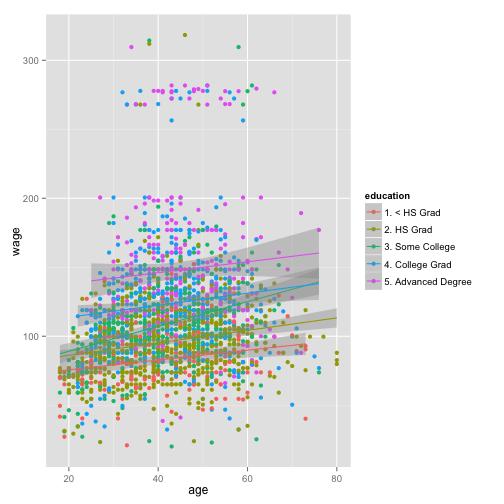 300
200
100
wage
20
40
60
80
age
education
1. < HS Grad
2. HS Grad
3. Some College
4. College Grad
5. Advanced Degree